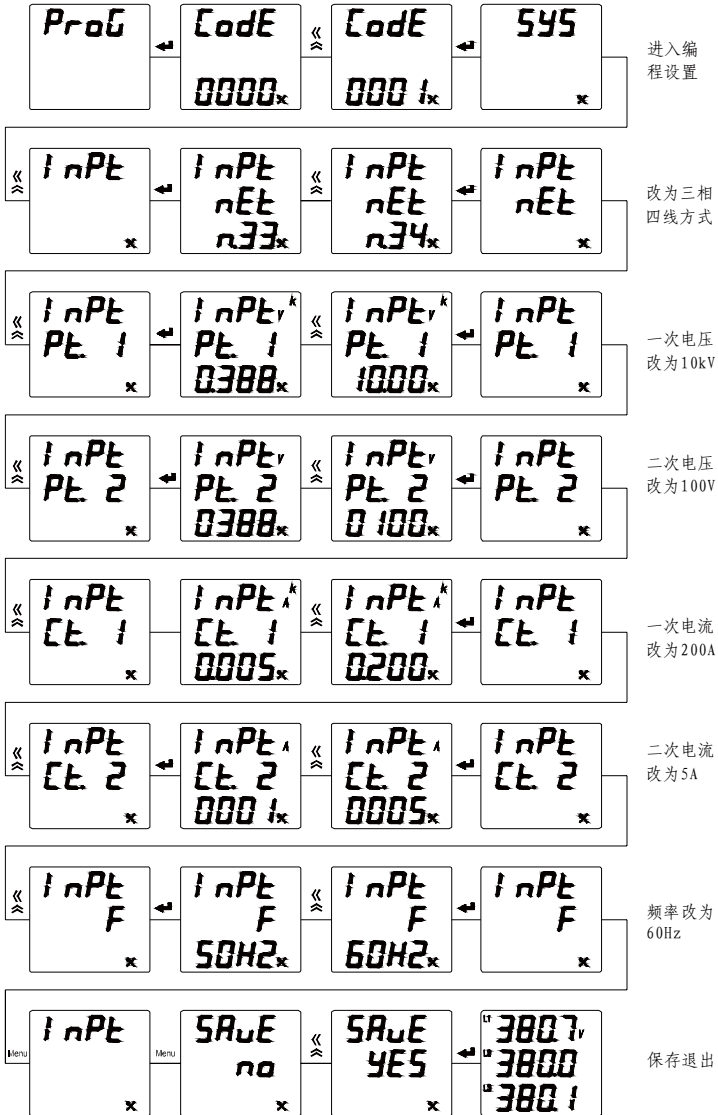 ProG CodE CodE SYS
0000 0001
进入编
程设置
InPt InPt InPt InPt
nEt nEt nEt
n.33 n.34
改为三相
四线方式
InPt InPt k V InPt k V InPt
Pt. 1 Pt. 1 Pt. 1 Pt. 1
0.388 10.00
一次电压
改为10kV
InPt InPt V InPt V InPt
Pt. 2 Pt. 2 Pt. 2 Pt. 2
0388 0100
二次电压
改为100V
InPt InPt k A InPt k A InPt
Ct. 1 Ct. 1 Ct. 1 Ct. 1
0.005 0.200
一次电流
改为200A
InPt InPt A InPt A InPt
Ct. 2 Ct. 2 Ct. 2 Ct. 2
0001 0005
二次电流
改为5A
InPt InPt InPt InPt
F F F F
50HZ 60HZ
频率改为
60Hz
Menu InPt Menu SAvE SAvE L1 380.7 V
no YES L2 380.0
L3 380.1
保存退出